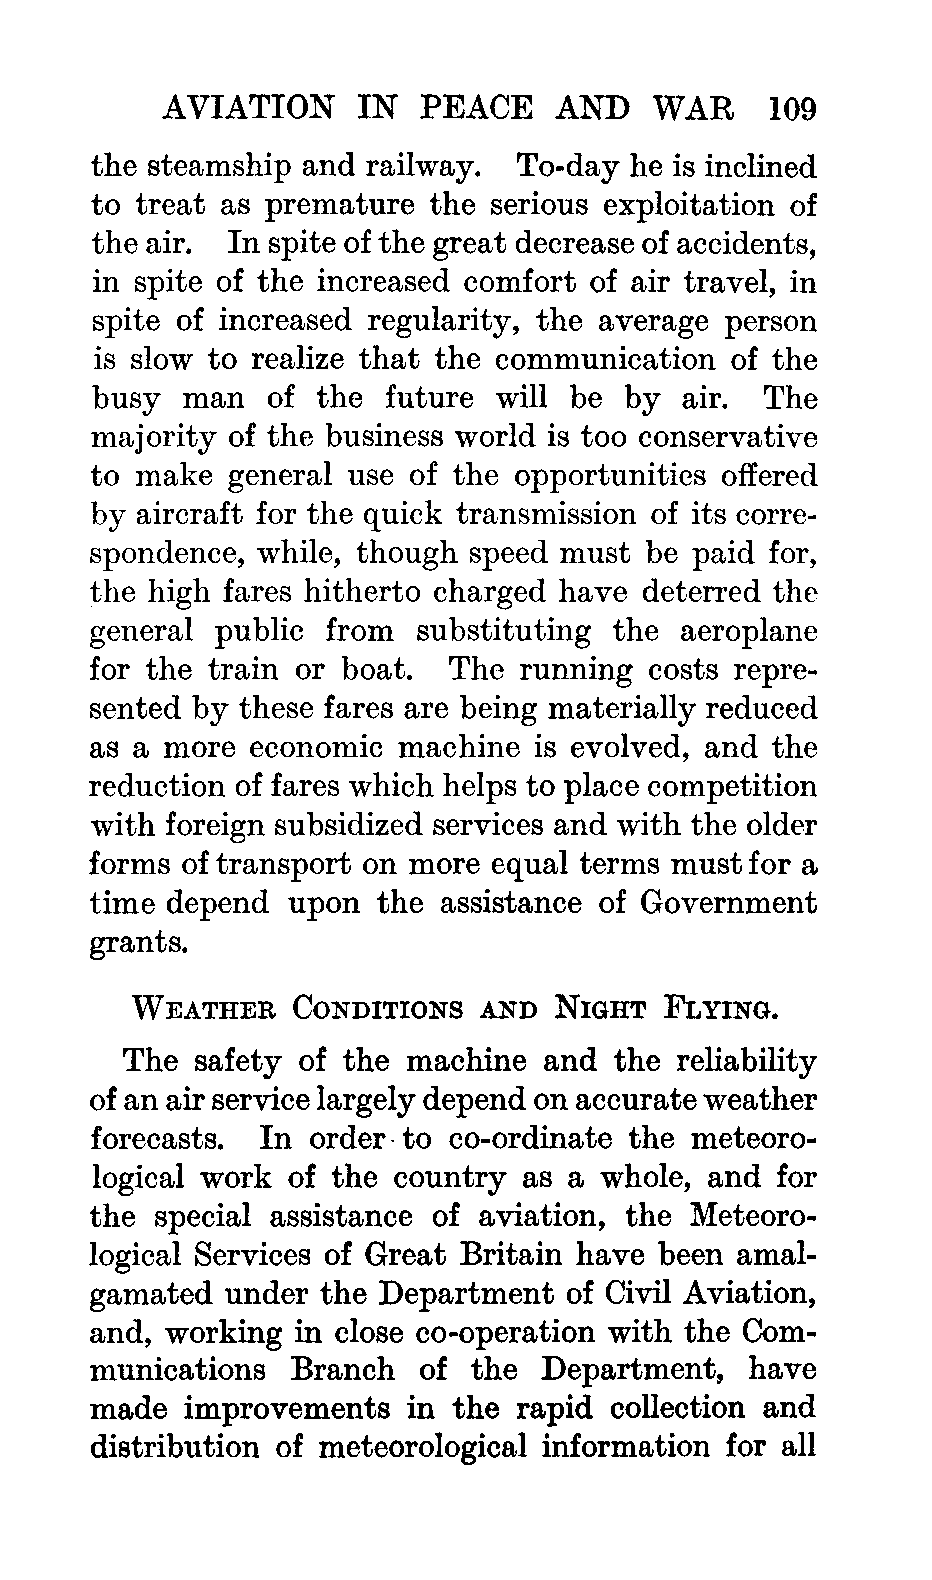 AVIATION IN PEACE AND WAR 109
the steamship and railway. To-day he is inclined
to treat as premature the serious exploitation of
the air. In spite of the great decrease of accidents,
in spite of the increased comfort of air travel, in
spite of increased regularity, the average person
is slow to realize that the communication of the
busy man of the future will be by air. The
majority of the business world is too conservative
to make general use of the opportunities offered
by aircraft for the quick transmission of its corre-
spondence, while, though speed must be paid for,
the high fares hitherto charged have deterred the
general public from substituting the aeroplane
for the train or boat. The running costs repre-
sented by these fares are being materially reduced
as a more economic machine is evolved, and the
reduction of fares which helps to place competition
with foreign subsidized services and with the older
forms of transport on more equal terms must for a
time depend upon the assistance of Government
grants.
WEATHER CONDITIONS AND NIGHT FLYING.
The safety of the machine and the reliability
of an air service largely depend on accurate weather
forecasts. In order to co-ordinate the meteoro-
logical work of the country as a whole, and for
the special assistance of aviation, the Meteoro-
logical Services of Great Britain have been amal-
gamated under the Department of Civil Aviation,
and, working in close co-operation with the Com-
munications Branch of the Department, have
made improvements in the rapid collection and
distribution of meteorological information for all